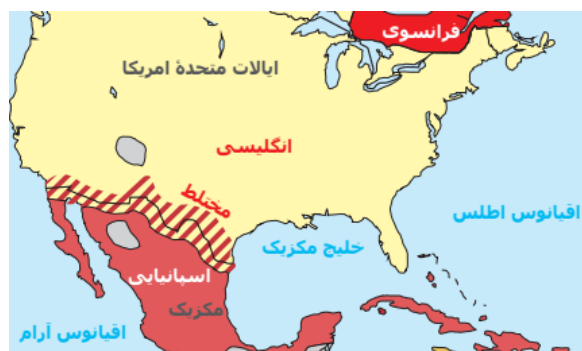 فرانسوی
ایالات متحدهٔ امریکا
انگلیسی
مختلط
اقیانوس اطلس
خلیج مکزیک
اسپانیایی
مکزیک
اقیانوس آرام